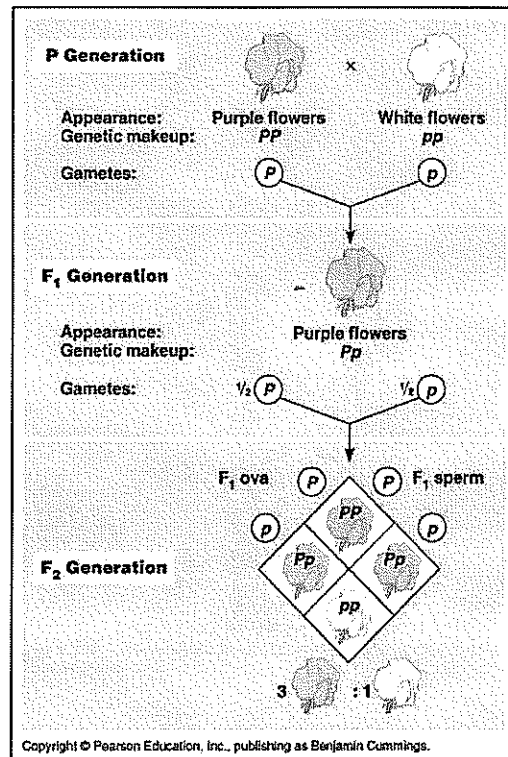 P Generation
×
Appearance: Purple flowers White flowers
Genetic makeup: PP pp
Gametes: P p
F₁ Generation
Appearance: Purple flowers
Genetic makeup: Pp
Gametes: ½ p ½ p
F₁ ova P P F₁ sperm
p pp p
F₂ Generation Pp Pp
pp
3 : 1
Copyright © Pearson Education, Inc., publishing as Benjamin Cummings.